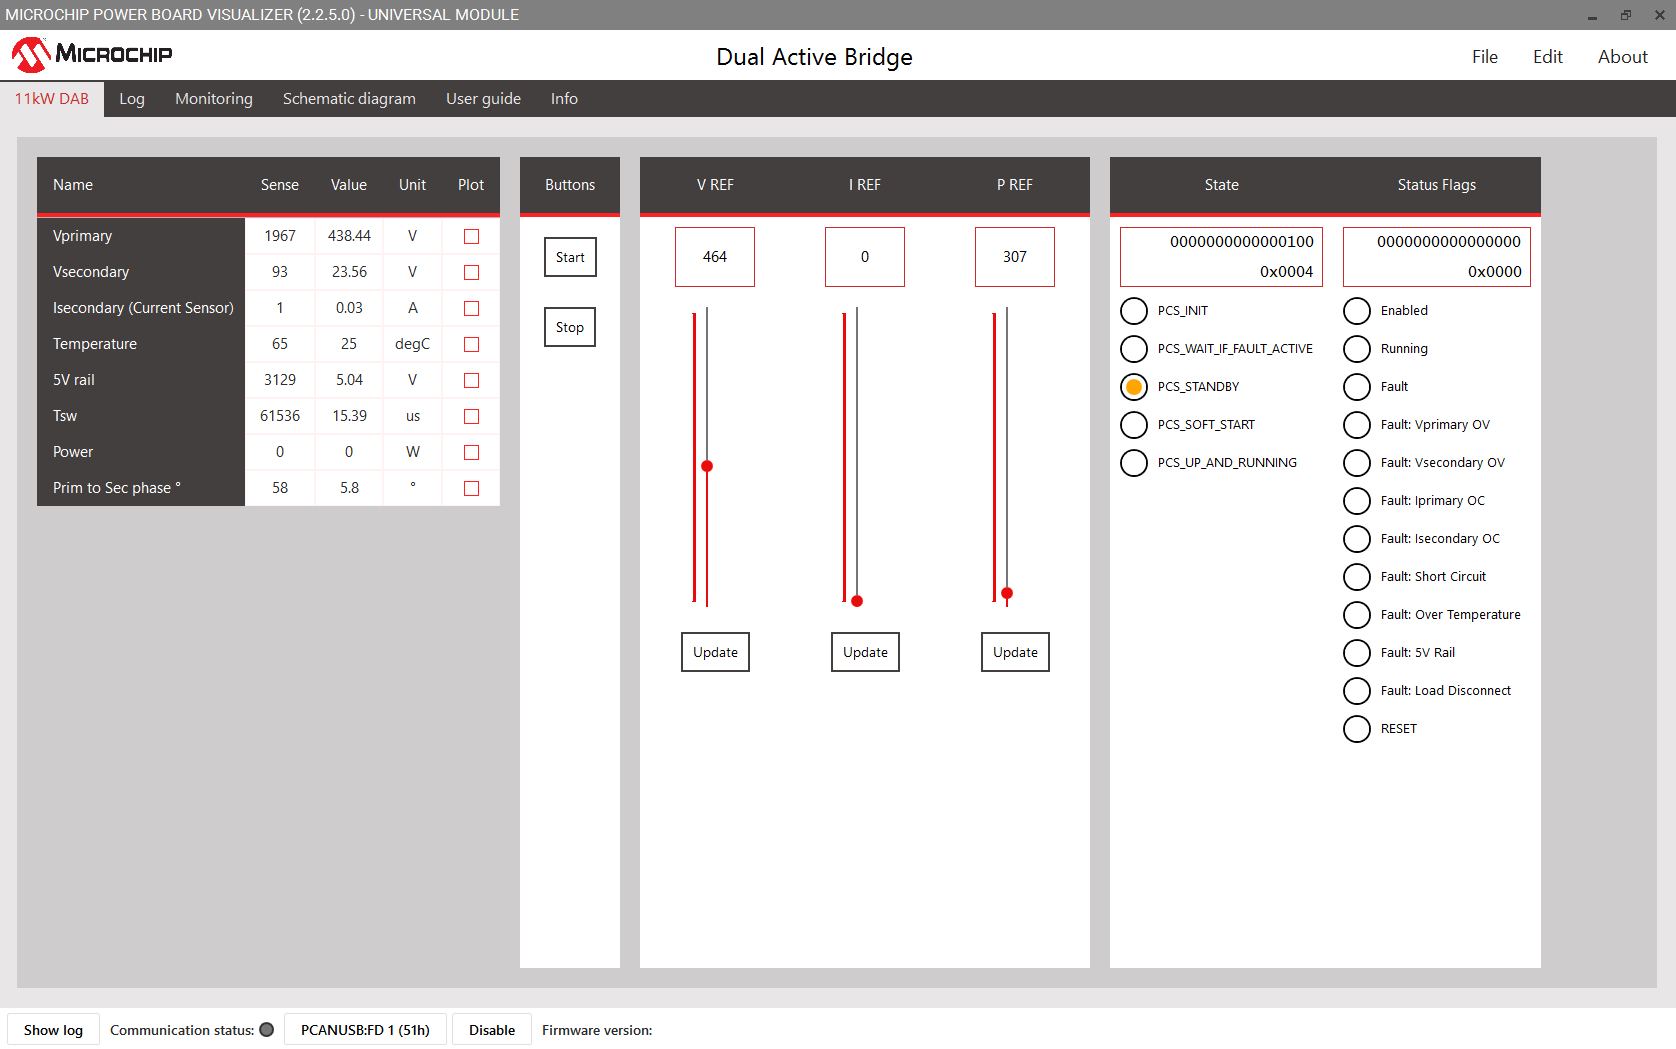 MICROCHIP POWER BOARD VISUALIZER (2.2.5.0) - UNIVERSAL MODULE
MICROCHIP
Dual Active Bridge
File Edit About
11kW DAB Log Monitoring Schematic diagram User guide Info
Name Sense Value Unit Plot
Vprimary 1967 438.44 V
Vsecondary 93 23.56 V
Isecondary (Current Sensor) 1 0.03 A
Temperature 65 25 degC
5V rail 3129 5.04 V
Tsw 61536 15.39 us
Power 0 0 W
Prim to Sec phase ° 58 5.8 °
Buttons
Start
Stop
V REF I REF P REF
464 0 307
Update Update Update
State
0000000000000100
0x0004
PCS_INIT
PCS_WAIT_IF_FAULT_ACTIVE
PCS_STANDBY
PCS_SOFT_START
PCS_UP_AND_RUNNING
Status Flags
0000000000000000
0x0000
Enabled
Running
Fault
Fault: Vprimary OV
Fault: Vsecondary OV
Fault: Iprimary OC
Fault: Isecondary OC
Fault: Short Circuit
Fault: Over Temperature
Fault: 5V Rail
Fault: Load Disconnect
RESET
Show log Communication status: PCANUSB:FD 1 (51h) Disable Firmware version: